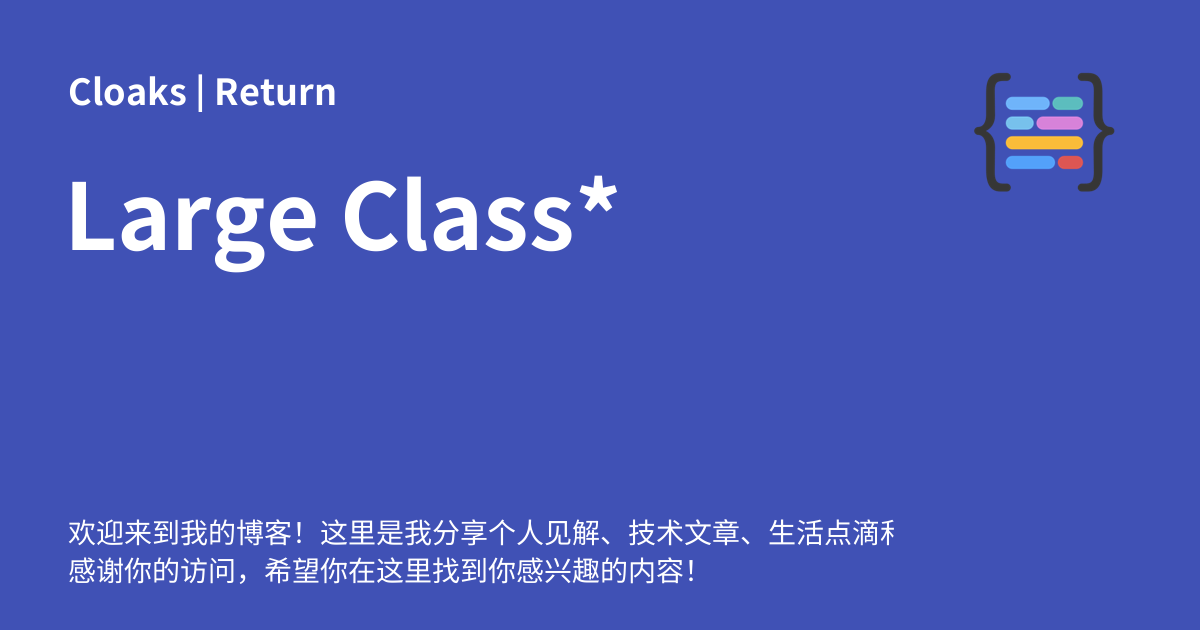 Cloaks | Return
Large Class*
欢迎来到我的博客！这里是我分享个人见解、技术文章、生活点滴
感谢你的访问，希望你在这里找到你感兴趣的内容！